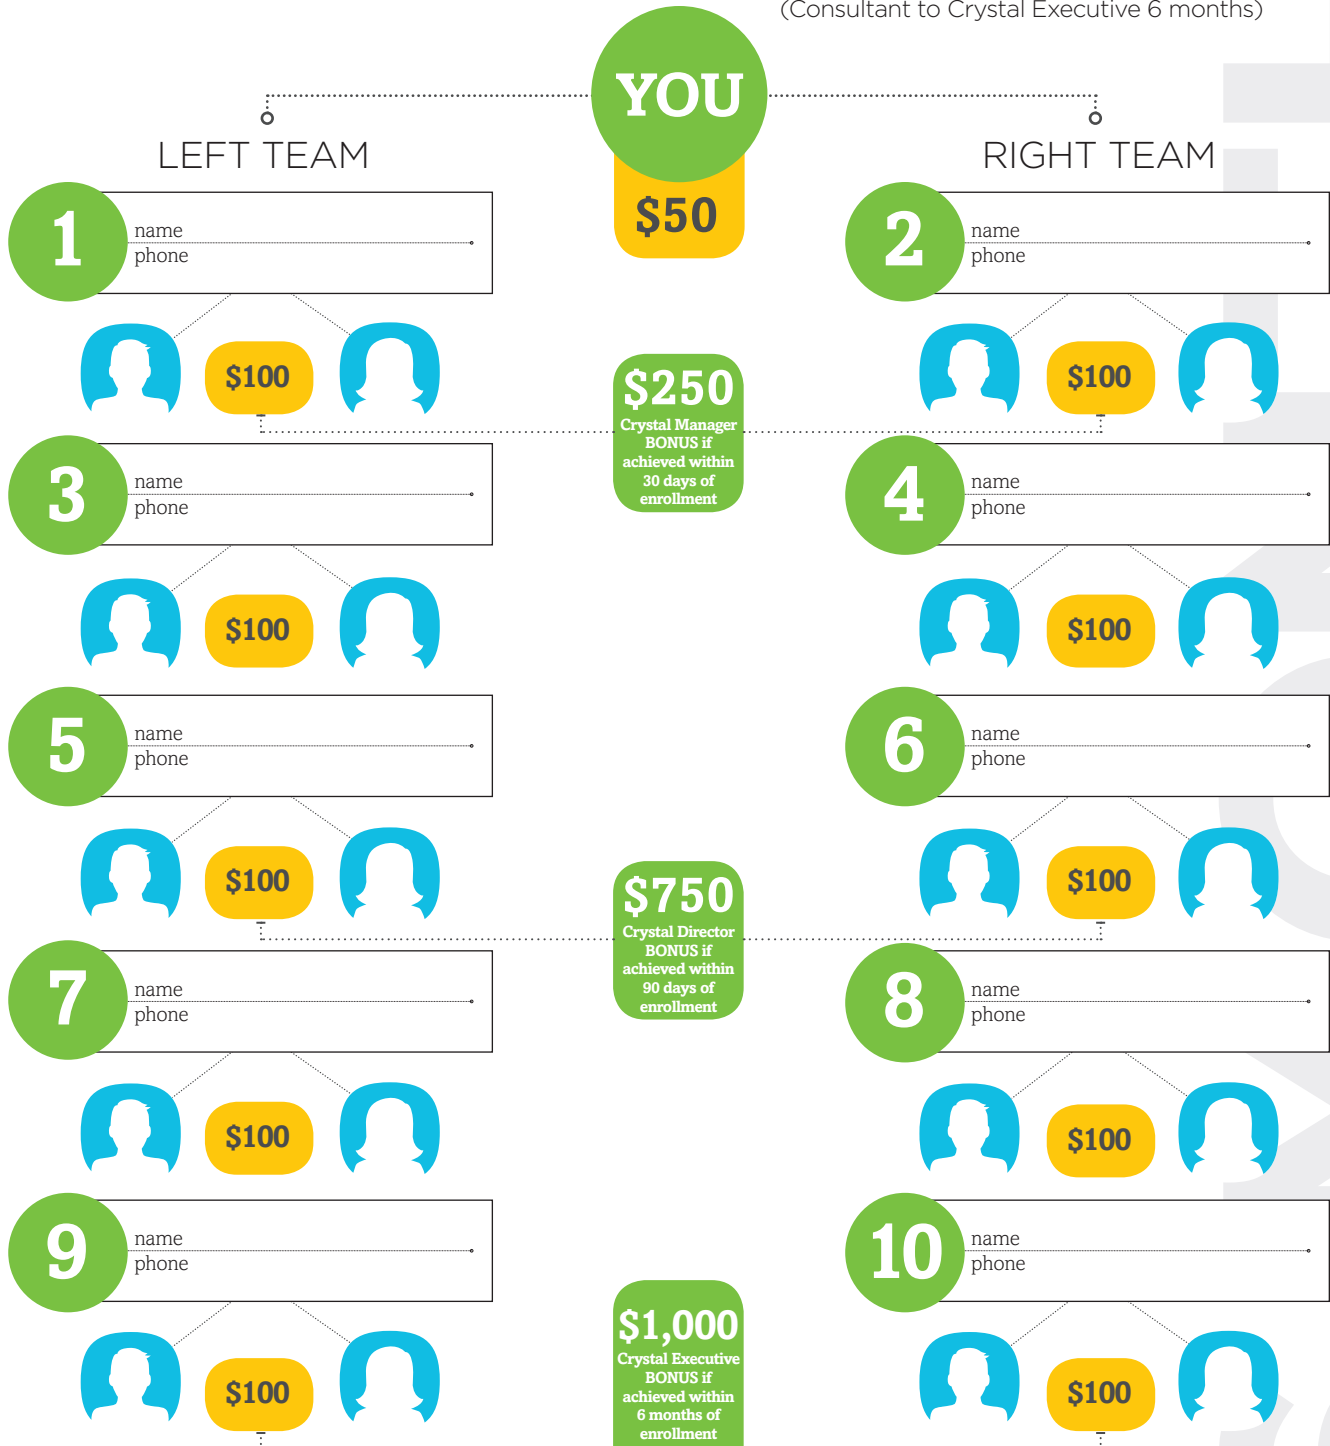 (Consultant to Crystal Executive 6 months)
YOU
$50
LEFT TEAM
RIGHT TEAM
1
name
phone
2
name
phone
$100
$100
$250
Crystal Manager
BONUS if
achieved within
30 days of
enrollment
3
name
phone
4
name
phone
$100
$100
5
name
phone
6
name
phone
$100
$100
$750
Crystal Director
BONUS if
achieved within
90 days of
enrollment
7
name
phone
8
name
phone
$100
$100
9
name
phone
10
name
phone
$1,000
Crystal Executive
BONUS if
achieved within
6 months of
enrollment
$100
$100